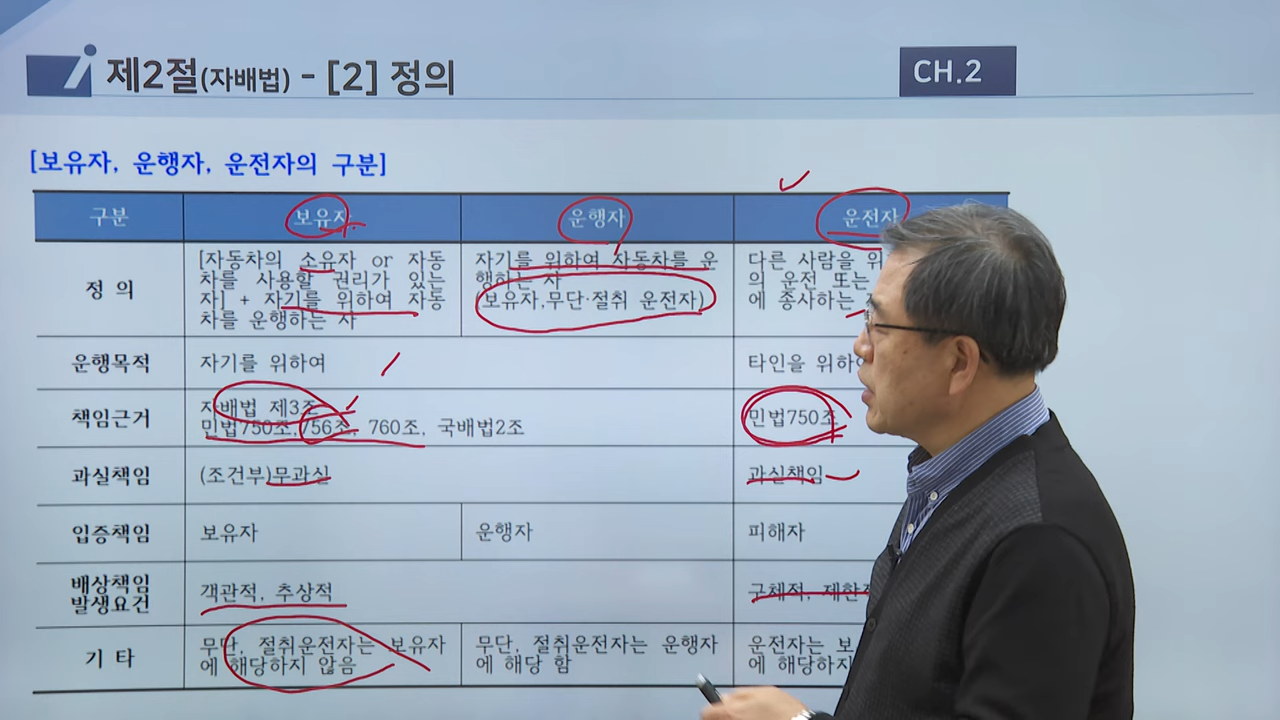 제2절(자배법) - [2] 정의
CH.2
[보유자, 운행자, 운전자의 구분]
구분 보유자 운행자 운전자
정 의
[자동차의 소유자 or 자동
차를 사용할 권리가 있는
자] + 자기를 위하여 자동
차를 운행하는 자
자기를 위하여 자동차를 운
행하는 자
(보유자,무단·절취 운전자)
다른 사람을
의 운전 또는
에 종사하는
운행목적 자기를 위하여 타인을
책임근거
자배법 제3조
민법750조,756조, 760조, 국배법2조
민법750조
과실책임 (조건부)무과실 과실책임
입증책임 보유자 운행자 피해자
배상책임
발생요건
객관적, 추상적
구체적,
기 타
무단, 절취운전자는 보유자
에 해당하지 않음
무단, 절취운전자는 운행자
에 해당 함
운전자는
에 해당하지